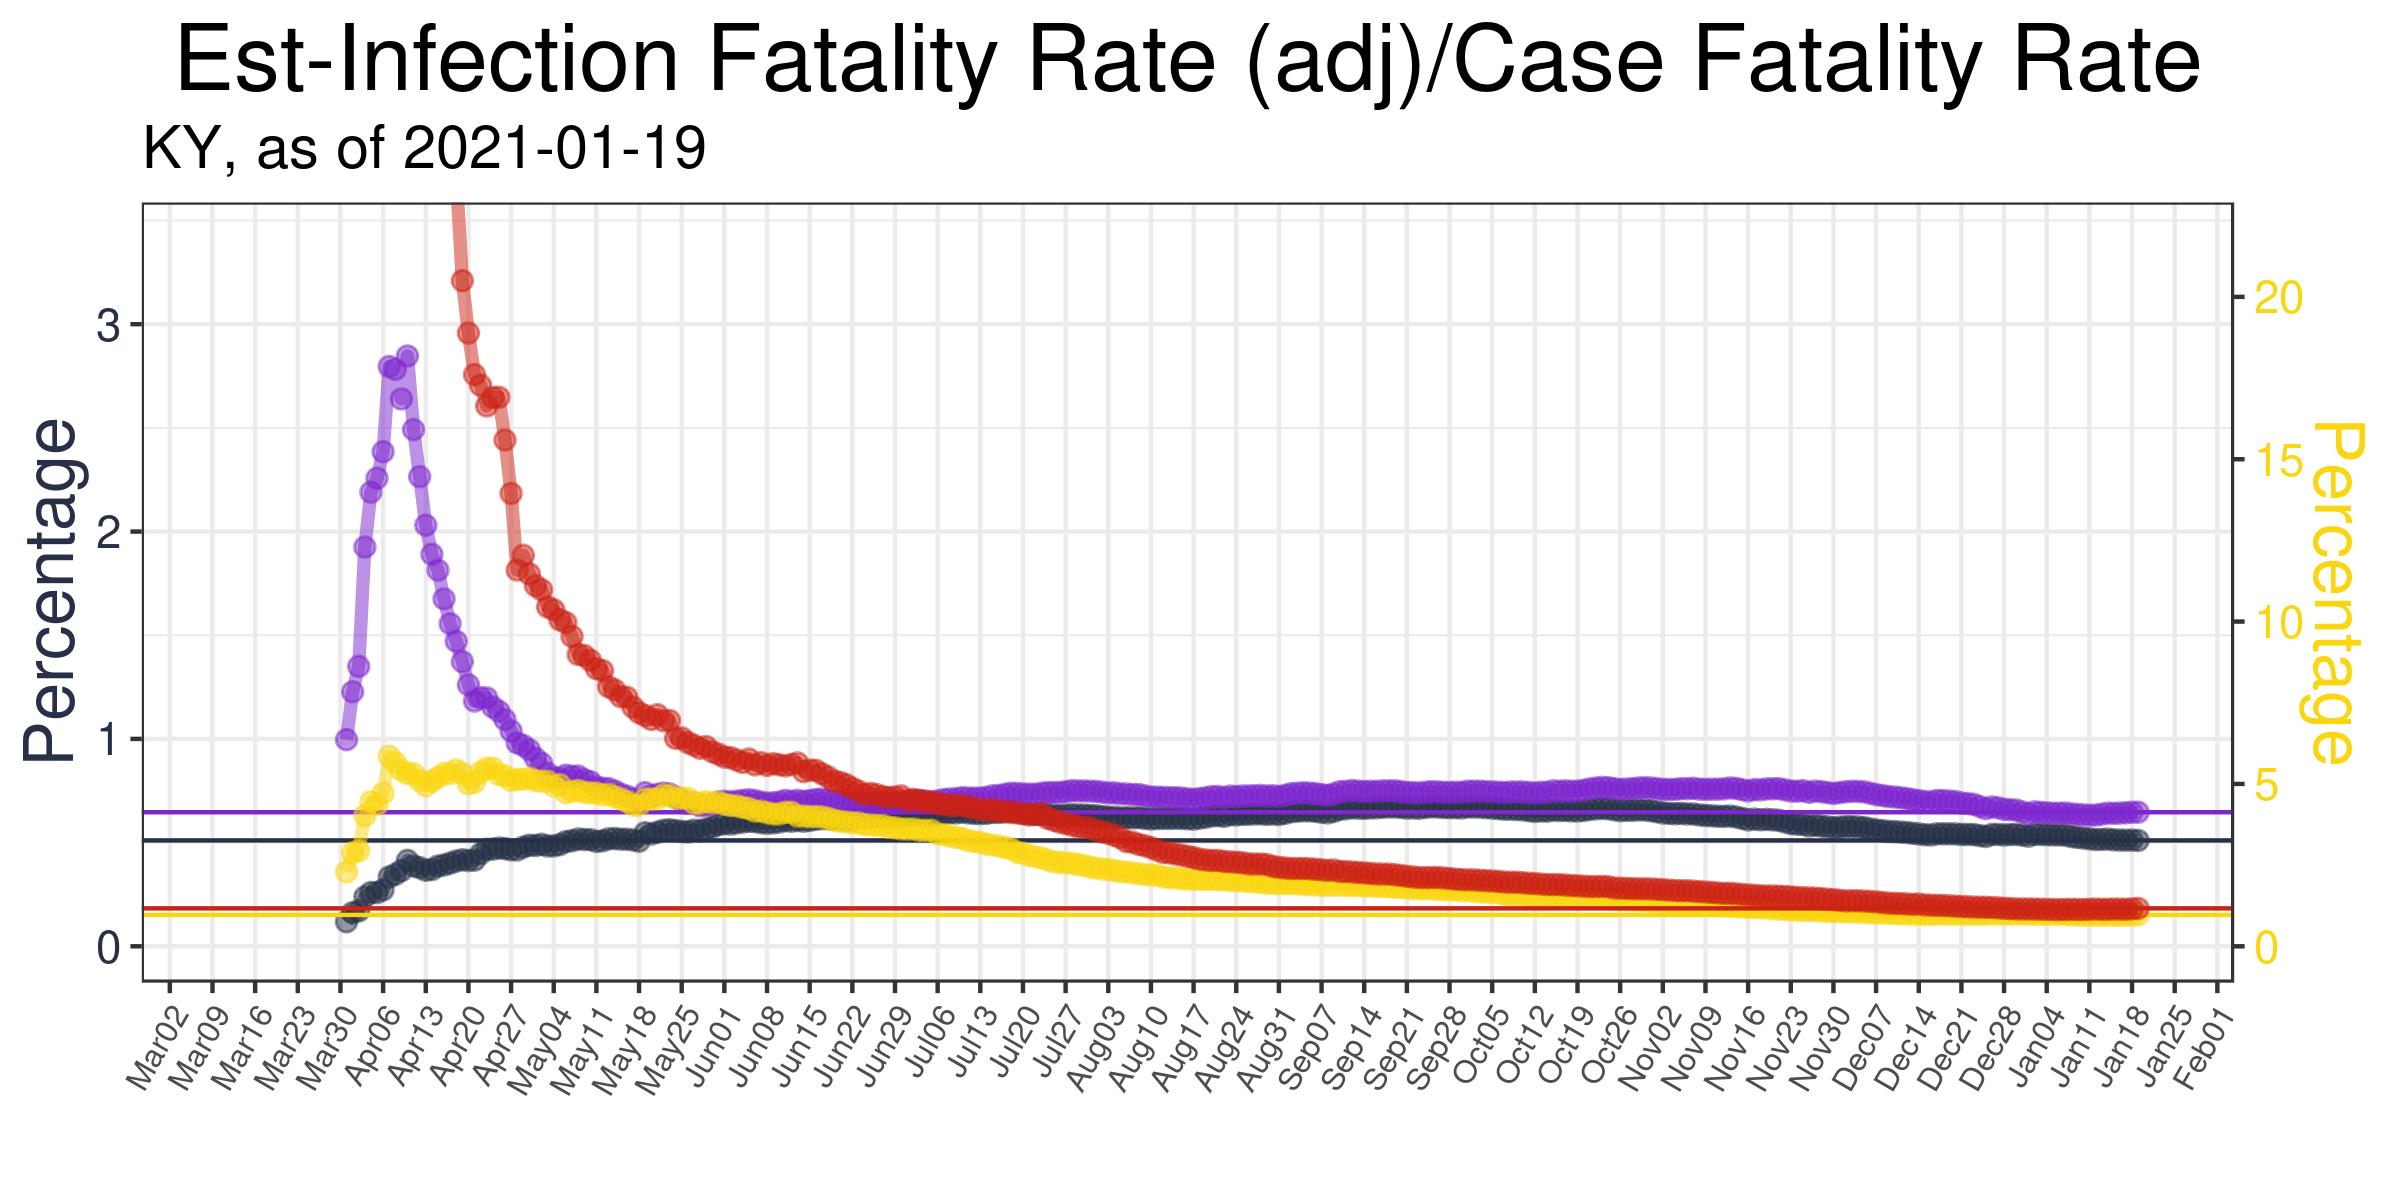 Est-Infection Fatality Rate (adj)/Case Fatality Rate
KY, as of 2021-01-19
Percentage
3
2
1
0
20
15
10
5
0
Percentage
Mar02
Mar09
Mar16
Mar23
Mar30
Apr06
Apr13
Apr20
Apr27
May04
May11
May18
May25
Jun01
Jun08
Jun15
Jun22
Jun29
Jul06
Jul13
Jul20
Jul27
Aug03
Aug10
Aug17
Aug24
Aug31
Sep07
Sep14
Sep21
Sep28
Oct05
Oct12
Oct19
Oct26
Nov02
Nov09
Nov16
Nov23
Nov30
Dec07
Dec14
Dec21
Dec28
Jan04
Jan11
Jan18
Jan25
Feb01